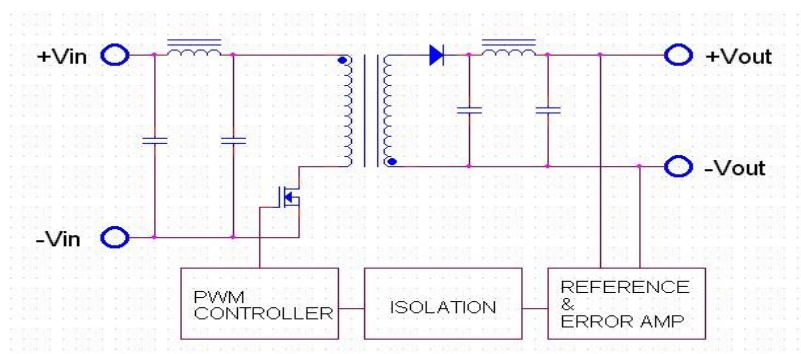 +Vin
+Vout
-Vout
-Vin
PWM
CONTROLLER
ISOLATION
REFERENCE
&
ERROR AMP